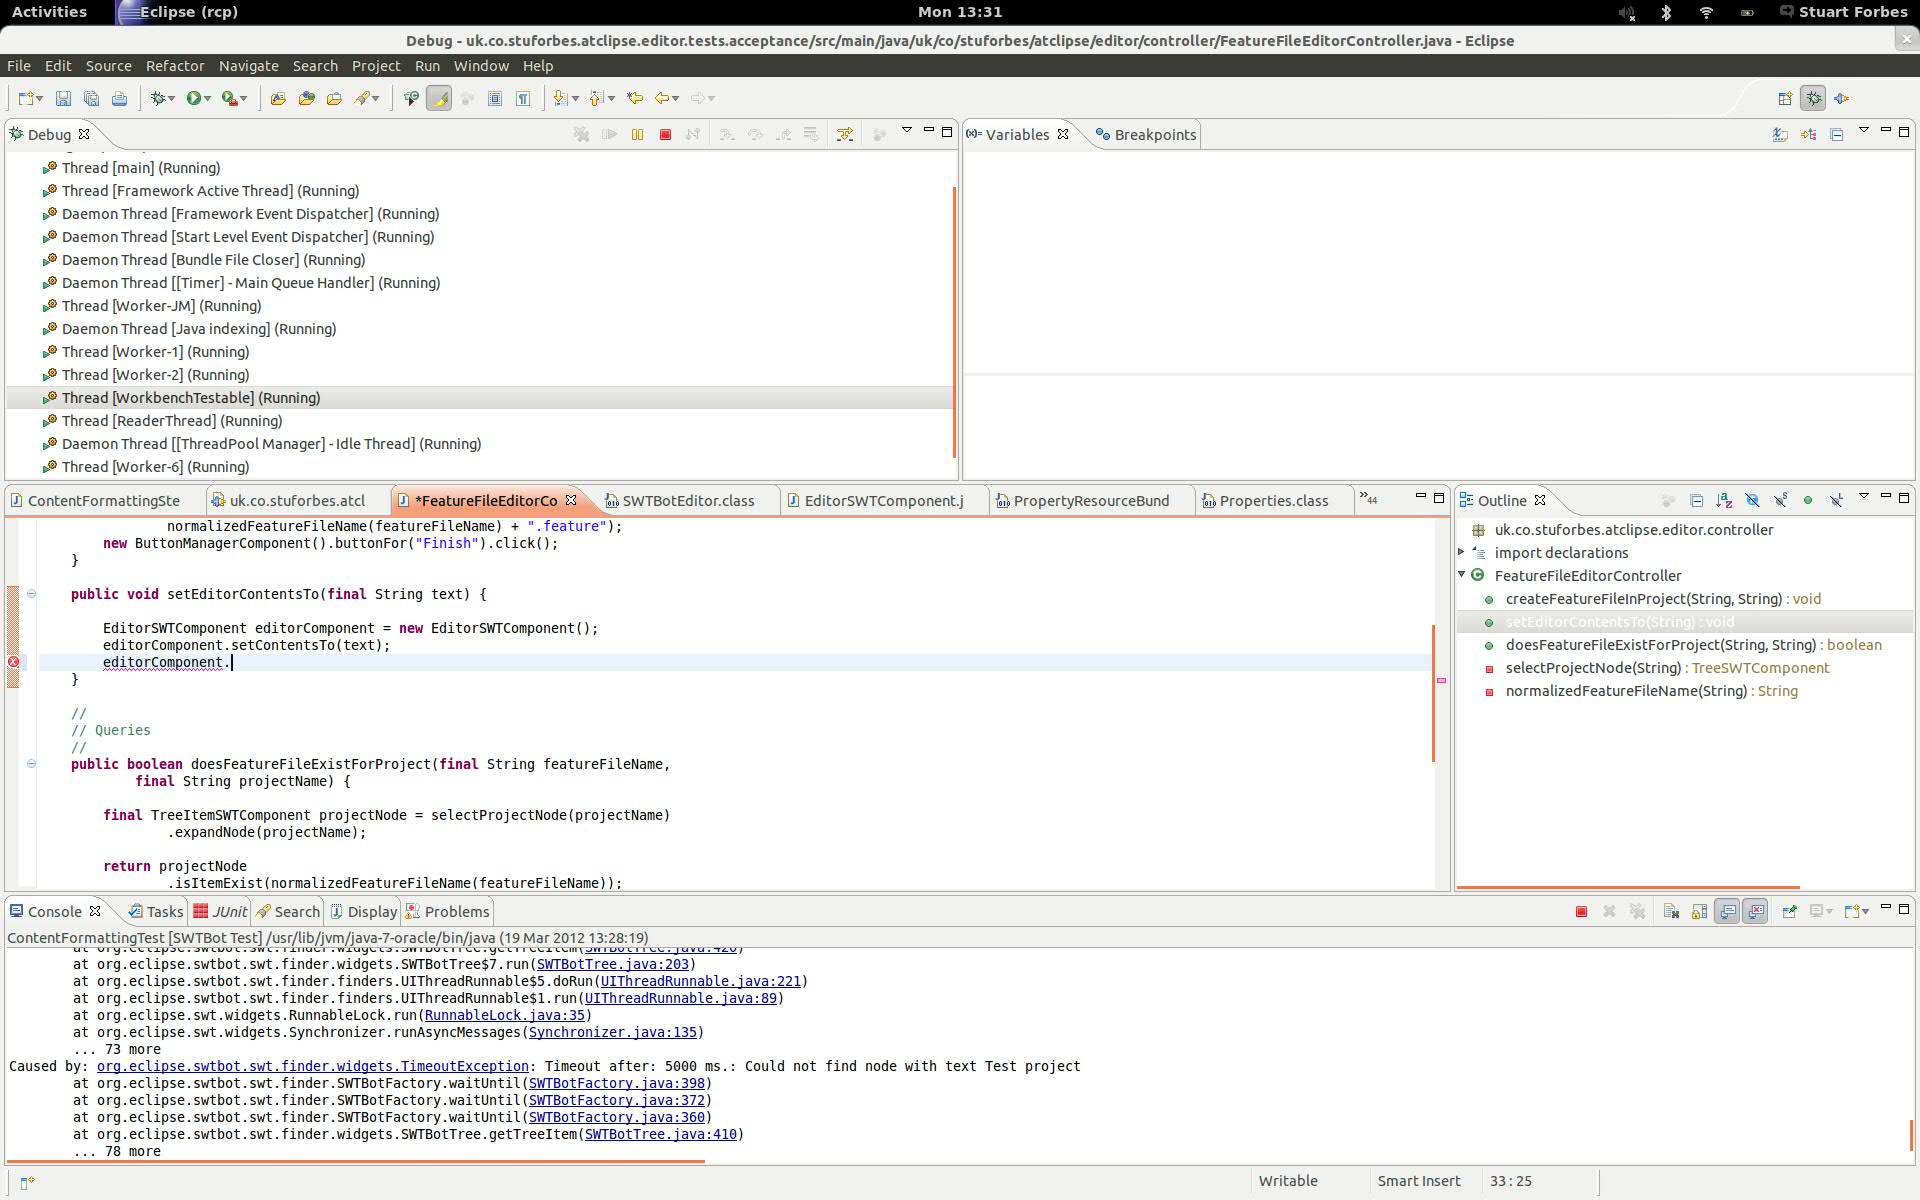 Activities
Eclipse (rcp)
Mon 13:31
Stuart Forbes
Debug - uk.co.stuforbes.atclipse.editor.tests.acceptance/src/main/java/uk/co/stuforbes/atclipse/editor/controller/FeatureFileEditorController.java - Eclipse
File Edit Source Refactor Navigate Search Project Run Window Help
Debug
Thread [main] (Running)
Thread [Framework Active Thread] (Running)
Daemon Thread [Framework Event Dispatcher] (Running)
Daemon Thread [Start Level Event Dispatcher] (Running)
Daemon Thread [Bundle File Closer] (Running)
Daemon Thread [[Timer] - Main Queue Handler] (Running)
Thread [Worker-JM] (Running)
Daemon Thread [Java indexing] (Running)
Thread [Worker-1] (Running)
Thread [Worker-2] (Running)
Thread [WorkbenchTestable] (Running)
Thread [ReaderThread] (Running)
Daemon Thread [[ThreadPool Manager] - Idle Thread] (Running)
Thread [Worker-6] (Running)
(x)= Variables
Breakpoints
ContentFormattingSte
uk.co.stuforbes.atcl
*FeatureFileEditorCo
SWTBotEditor.class
EditorSWTComponent.j
PropertyResourceBund
Properties.class
»44
normalizedFeatureFileName(featureFileName) + ".feature");
new ButtonManagerComponent().buttonFor("Finish").click();
}
public void setEditorContentsTo(final String text) {
EditorSWTComponent editorComponent = new EditorSWTComponent();
editorComponent.setContentsTo(text);
editorComponent.
}
//
// Queries
//
public boolean doesFeatureFileExistForProject(final String featureFileName,
final String projectName) {
final TreeItemSWTComponent projectNode = selectProjectNode(projectName)
.expandNode(projectName);
return projectNode
.isItemExist(normalizedFeatureFileName(featureFileName));
Outline
uk.co.stuforbes.atclipse.editor.controller
import declarations
FeatureFileEditorController
createFeatureFileInProject(String, String) : void
setEditorContentsTo(String) : void
doesFeatureFileExistForProject(String, String) : boolean
selectProjectNode(String) : TreeSWTComponent
normalizedFeatureFileName(String) : String
Console
Tasks
JUnit
Search
Display
Problems
ContentFormattingTest [SWTBot Test] /usr/lib/jvm/java-7-oracle/bin/java (19 Mar 2012 13:28:19)
at org.eclipse.swtbot.swt.finder.widgets.SWTBotTree.getTreeItem(SWTBotTree.java:420)
at org.eclipse.swtbot.swt.finder.widgets.SWTBotTree$7.run(SWTBotTree.java:203)
at org.eclipse.swtbot.swt.finder.finders.UIThreadRunnable$5.doRun(UIThreadRunnable.java:221)
at org.eclipse.swtbot.swt.finder.finders.UIThreadRunnable$1.run(UIThreadRunnable.java:89)
at org.eclipse.swt.widgets.RunnableLock.run(RunnableLock.java:35)
at org.eclipse.swt.widgets.Synchronizer.runAsyncMessages(Synchronizer.java:135)
... 73 more
Caused by: org.eclipse.swtbot.swt.finder.widgets.TimeoutException: Timeout after: 5000 ms.: Could not find node with text Test project
at org.eclipse.swtbot.swt.finder.SWTBotFactory.waitUntil(SWTBotFactory.java:398)
at org.eclipse.swtbot.swt.finder.SWTBotFactory.waitUntil(SWTBotFactory.java:372)
at org.eclipse.swtbot.swt.finder.SWTBotFactory.waitUntil(SWTBotFactory.java:360)
at org.eclipse.swtbot.swt.finder.widgets.SWTBotTree.getTreeItem(SWTBotTree.java:410)
... 78 more
Writable
Smart Insert
33 : 25